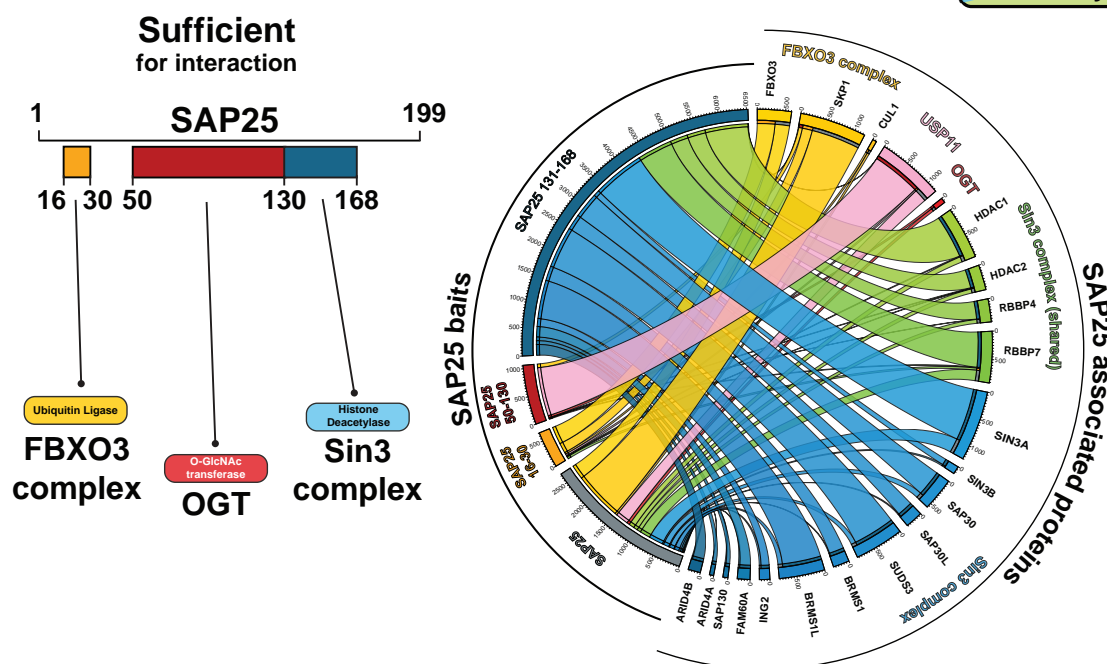 Sufficient
for interaction
1
SAP25
199
16
30
50
130
168
Ubiquitin Ligase
FBXO3
complex
O-GlcNAc
transferase
OGT
Histone
Deacetylase
Sin3
complex
SAP25 baits
SAP25 131-168
SAP25
50-130
SAP25
16-30
SAP25
FBXO3 complex
FBXO3
SKP1
CUL1
USP11
OGT
Sin3 complex (shared)
HDAC1
HDAC2
RBBP4
RBBP7
SAP25 associated proteins
Sin3 complex
SIN3A
SIN3B
SAP30
SAP30L
SUDS3
BRMS1
BRMS1L
ING2
FAM60A
SAP130
ARID4A
ARID4B